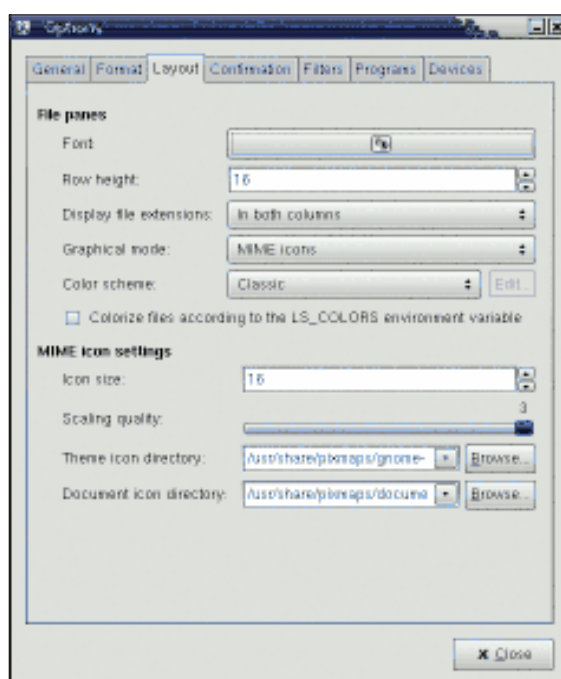 Options
General Format Layout Confirmation Filters Programs Devices
File panes
Font
Row height: 16
Display file extensions: In both columns
Graphical mode: MIME icons
Color scheme: Classic Edit...
Colorize files according to the LS_COLORS environment variable
MIME icon settings
Icon size: 16
3
Scaling quality:
Theme icon directory: /usr/share/pixmaps/gnome- Browse...
Document icon directory: /usr/share/pixmaps/docume Browse...
Close